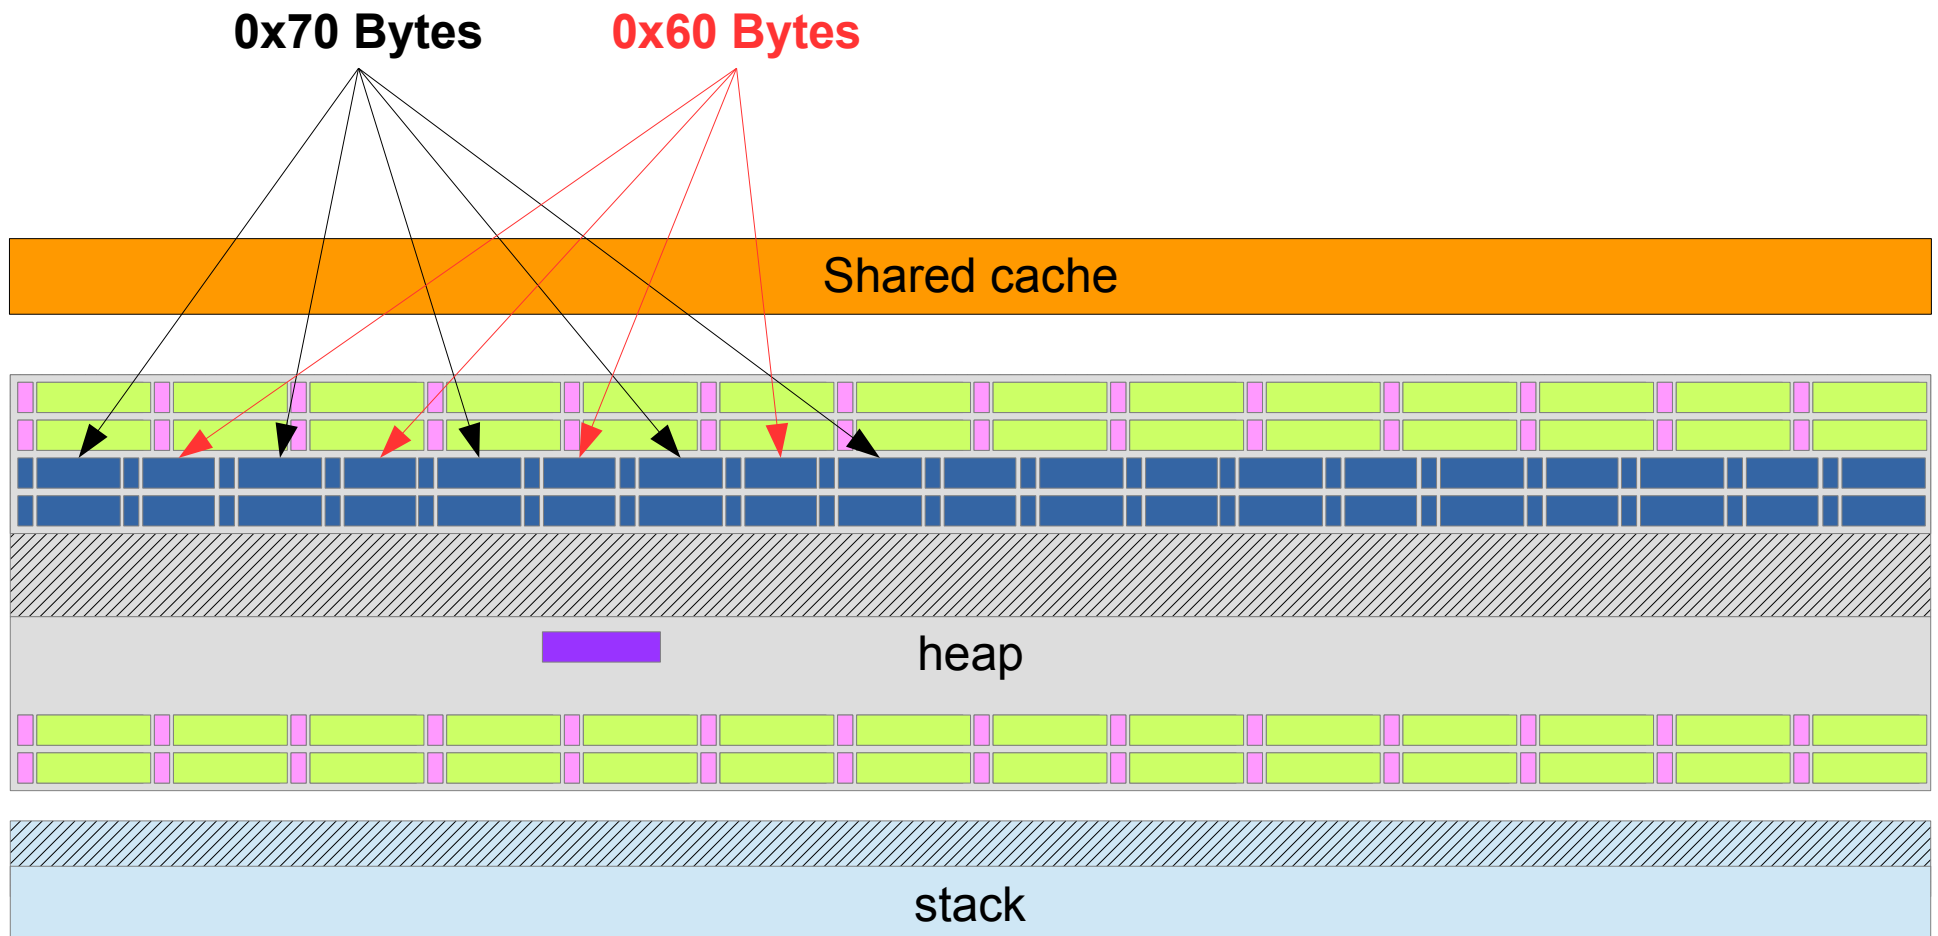 0x70 Bytes 0x60 Bytes
Shared cache
heap
stack